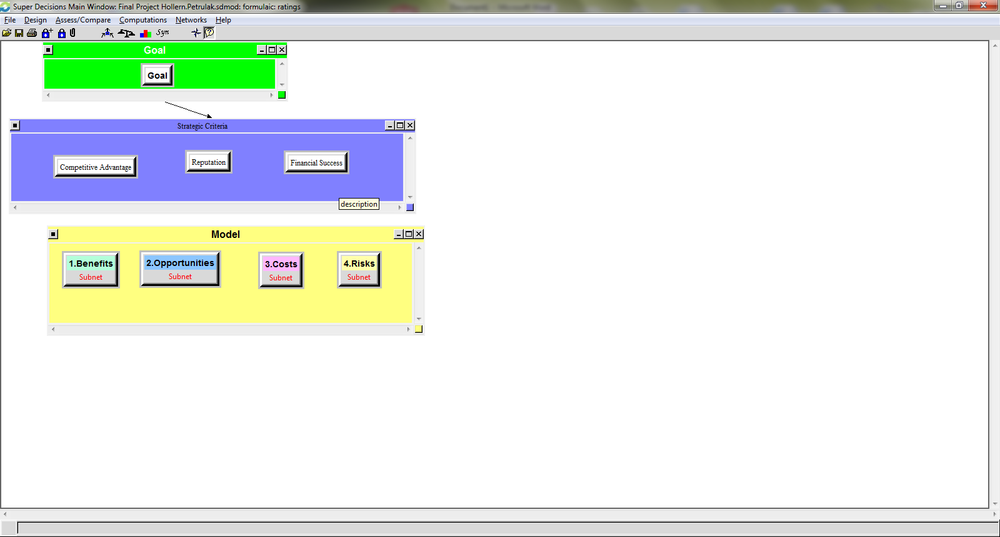 Super Decisions Main Window: Final Project Hollern.Petrulak.sdmod: formulaic: ratings
File Design Assess/Compare Computations Networks Help
Syn
Goal
Goal
Strategic Criteria
Competitive Advantage
Reputation
Financial Success
description
Model
1.Benefits
Subnet
2.Opportunities
Subnet
3.Costs
Subnet
4.Risks
Subnet